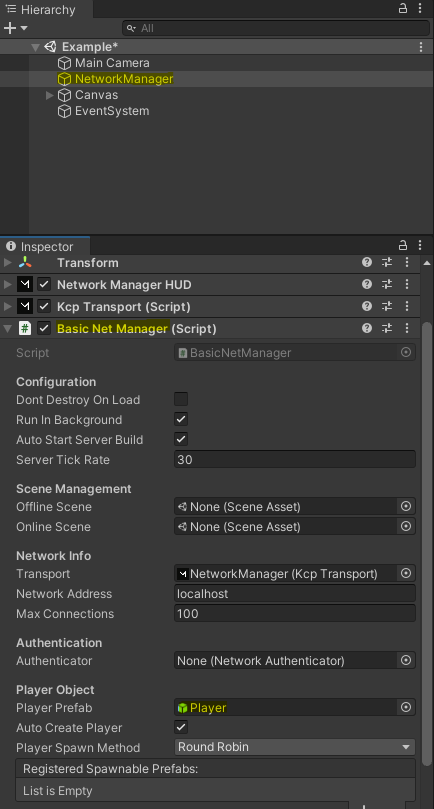 Hierarchy
All
Example*
Main Camera
NetworkManager
Canvas
EventSystem
Inspector
Transform
Network Manager HUD
Kcp Transport (Script)
# Basic Net Manager (Script)
Script # BasicNetManager
Configuration
Dont Destroy On Load
Run In Background
Auto Start Server Build
Server Tick Rate 30
Scene Management
Offline Scene None (Scene Asset)
Online Scene None (Scene Asset)
Network Info
Transport NetworkManager (Kcp Transport)
Network Address localhost
Max Connections 100
Authentication
Authenticator None (Network Authenticator)
Player Object
Player Prefab Player
Auto Create Player
Player Spawn Method Round Robin
Registered Spawnable Prefabs:
List is Empty